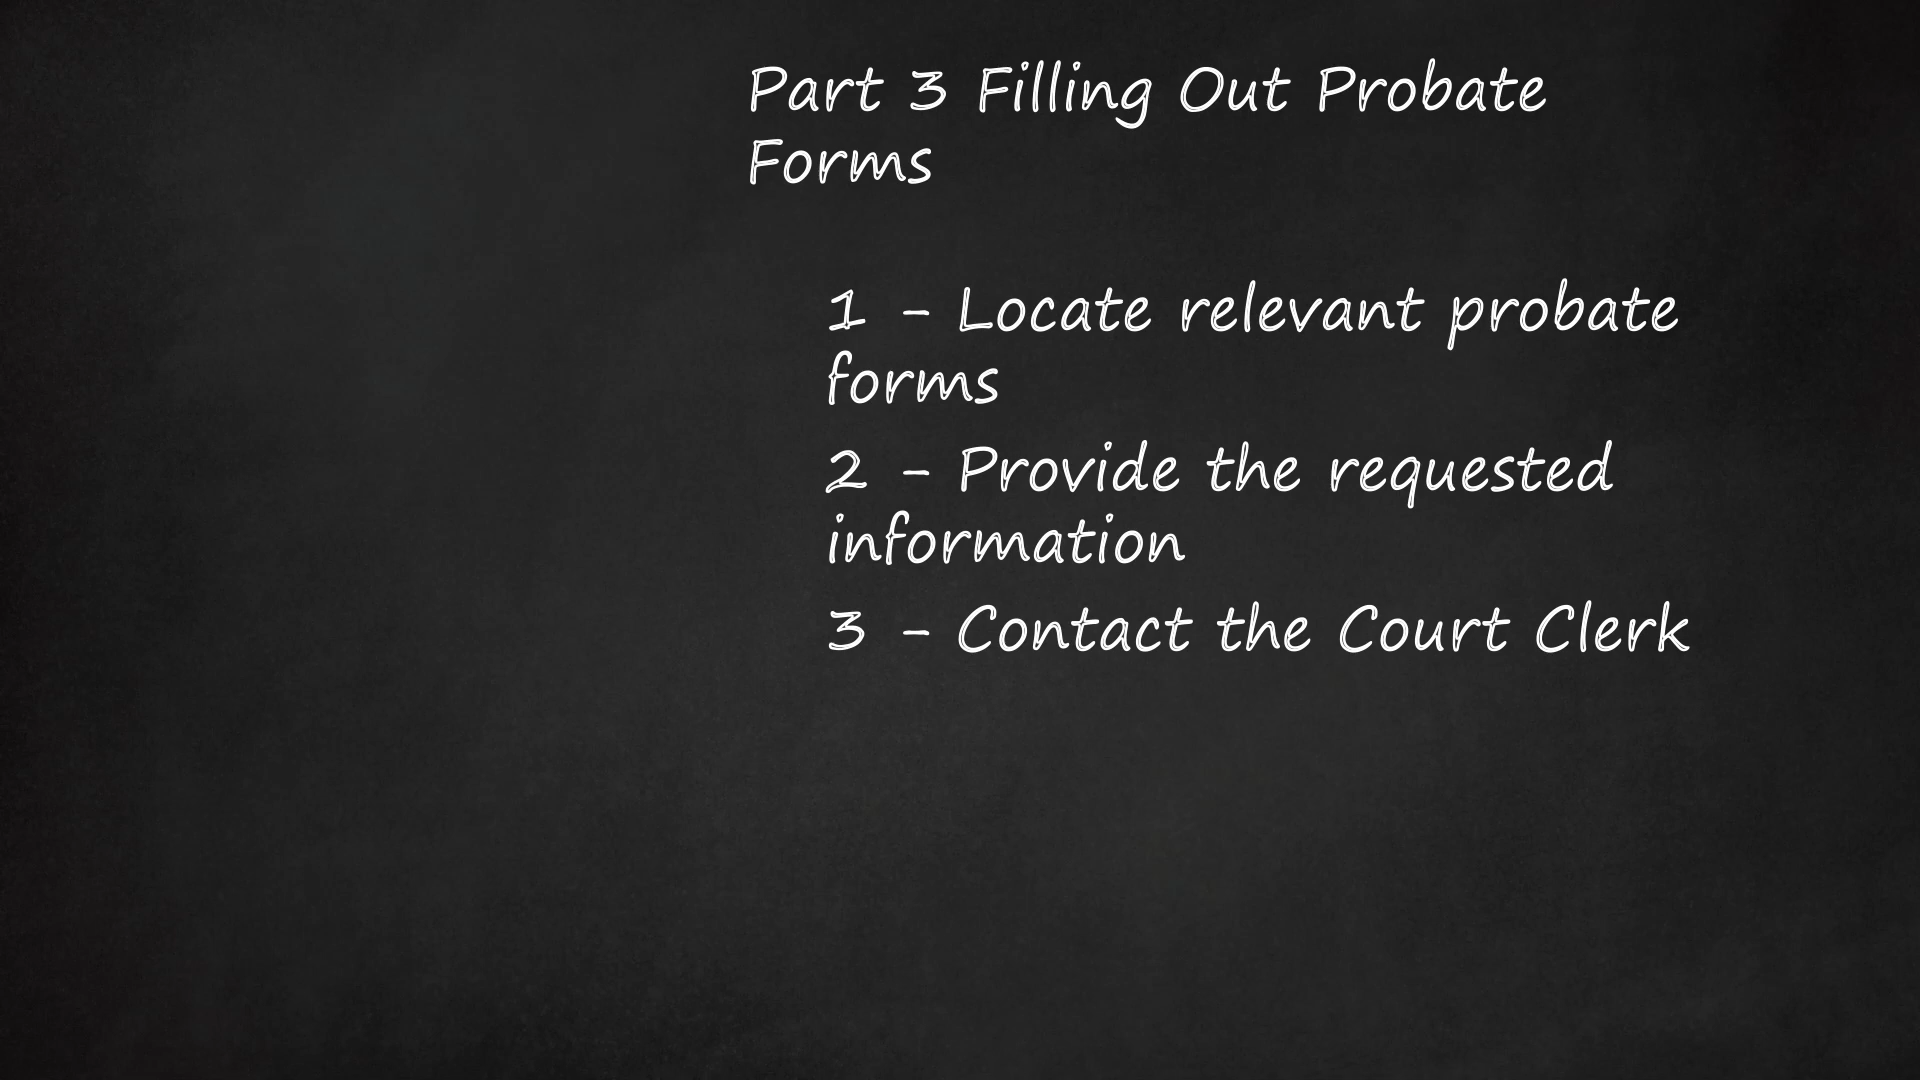 Part 3 Filling Out Probate
Forms
1 - Locate relevant probate
forms
2 - Provide the requested
information
3 - Contact the Court Clerk